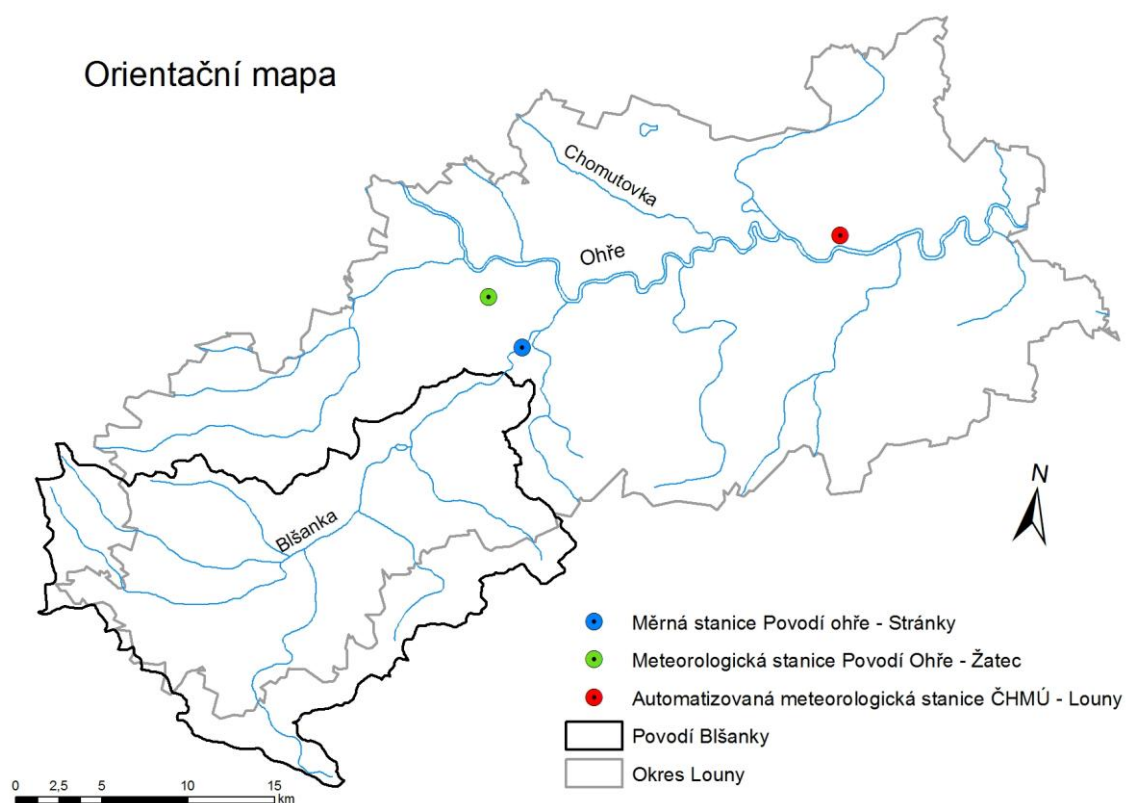 Orientační mapa
Chomutovka
Ohře
Blšanka
N
Měrná stanice Povodí ohře - Stránky
Meteorologická stanice Povodí Ohře - Žatec
Automatizovaná meteorologická stanice ČHMÚ - Louny
Povodí Blšanky
Okres Louny
0 2,5 5 10 15
km